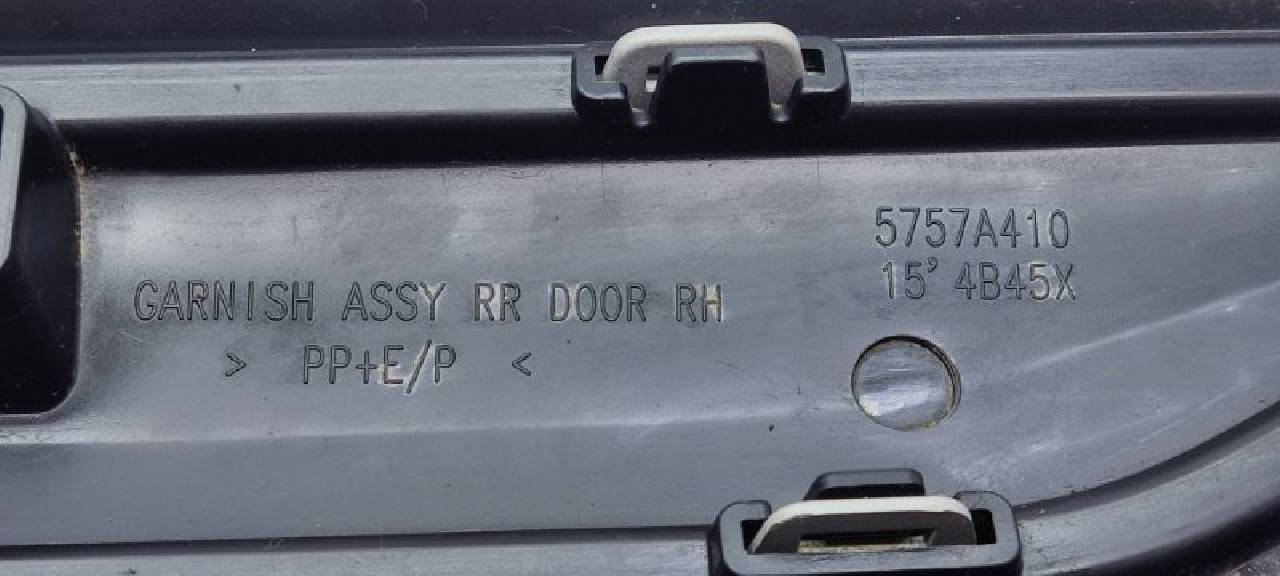 5757A410
15' 4B45X
GARNISH ASSY RR DOOR RH
> PP+E/P <